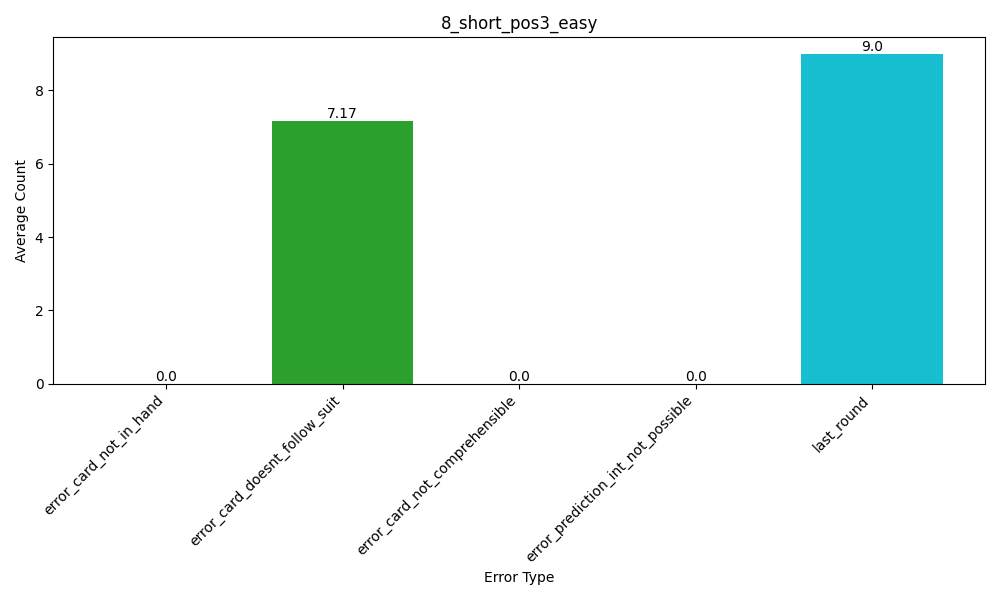 8_short_pos3_easy
Average Count
8
6
4
2
0
0.0
7.17
0.0
0.0
9.0
error_card_not_in_hand
error_card_doesnt_follow_suit
error_card_not_comprehensible
error_prediction_int_not_possible
last_round
Error Type